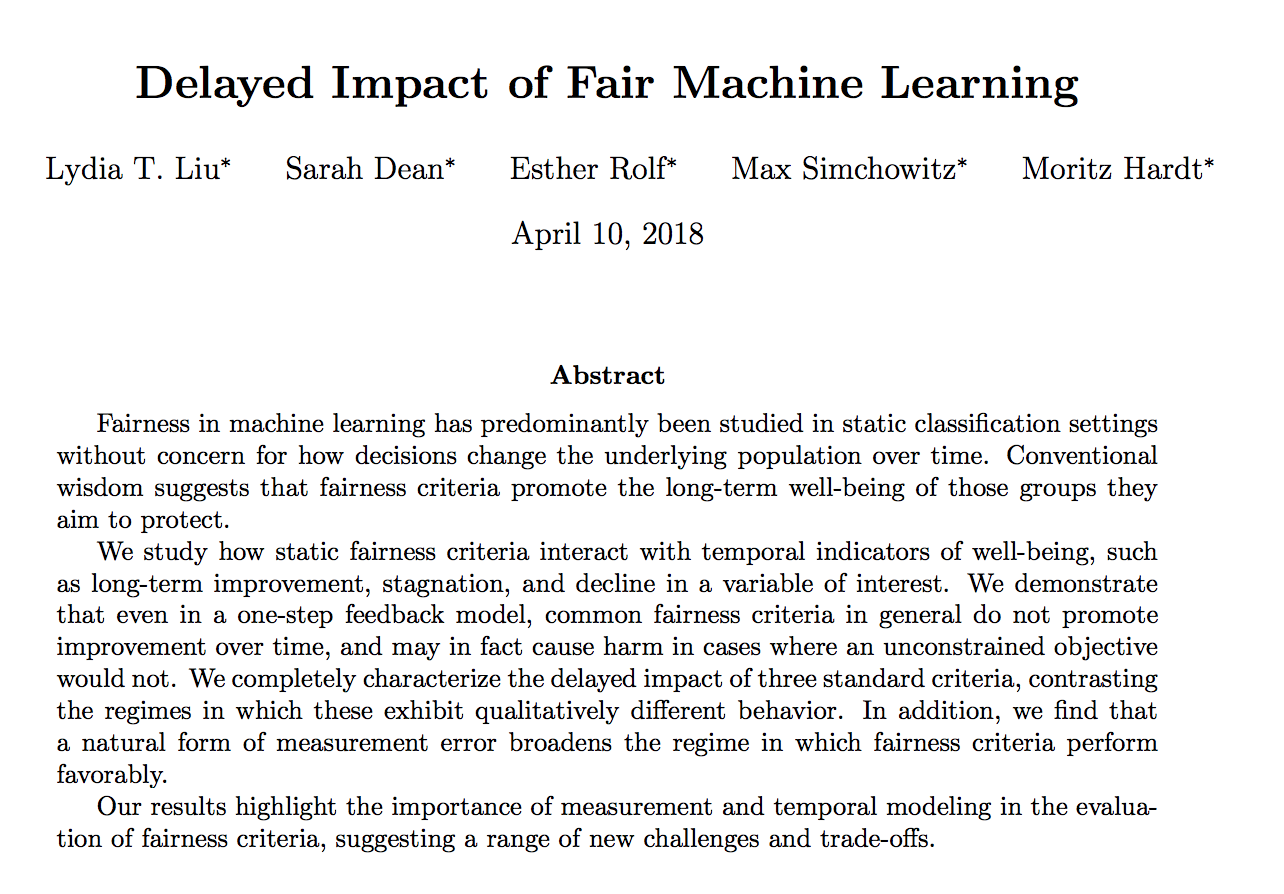 Delayed Impact of Fair Machine Learning
Lydia T. Liu* Sarah Dean* Esther Rolf* Max Simchowitz* Moritz Hardt*
April 10, 2018
Abstract
Fairness in machine learning has predominantly been studied in static classification settings
without concern for how decisions change the underlying population over time. Conventional
wisdom suggests that fairness criteria promote the long-term well-being of those groups they
aim to protect.
We study how static fairness criteria interact with temporal indicators of well-being, such
as long-term improvement, stagnation, and decline in a variable of interest. We demonstrate
that even in a one-step feedback model, common fairness criteria in general do not promote
improvement over time, and may in fact cause harm in cases where an unconstrained objective
would not. We completely characterize the delayed impact of three standard criteria, contrasting
the regimes in which these exhibit qualitatively different behavior. In addition, we find that
a natural form of measurement error broadens the regime in which fairness criteria perform
favorably.
Our results highlight the importance of measurement and temporal modeling in the evalua-
tion of fairness criteria, suggesting a range of new challenges and trade-offs.